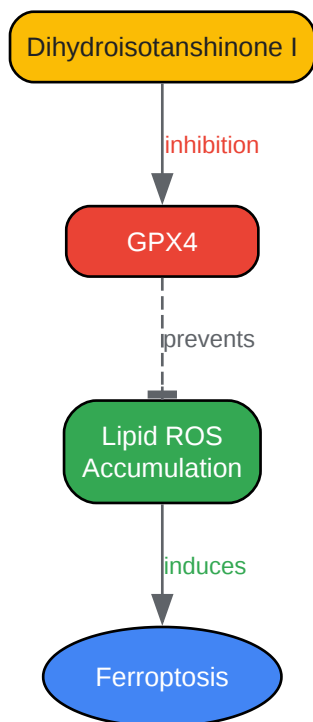 Dihydroisotanshinone I
inhibition
GPX4
prevents
Lipid ROS
Accumulation
induces
Ferroptosis